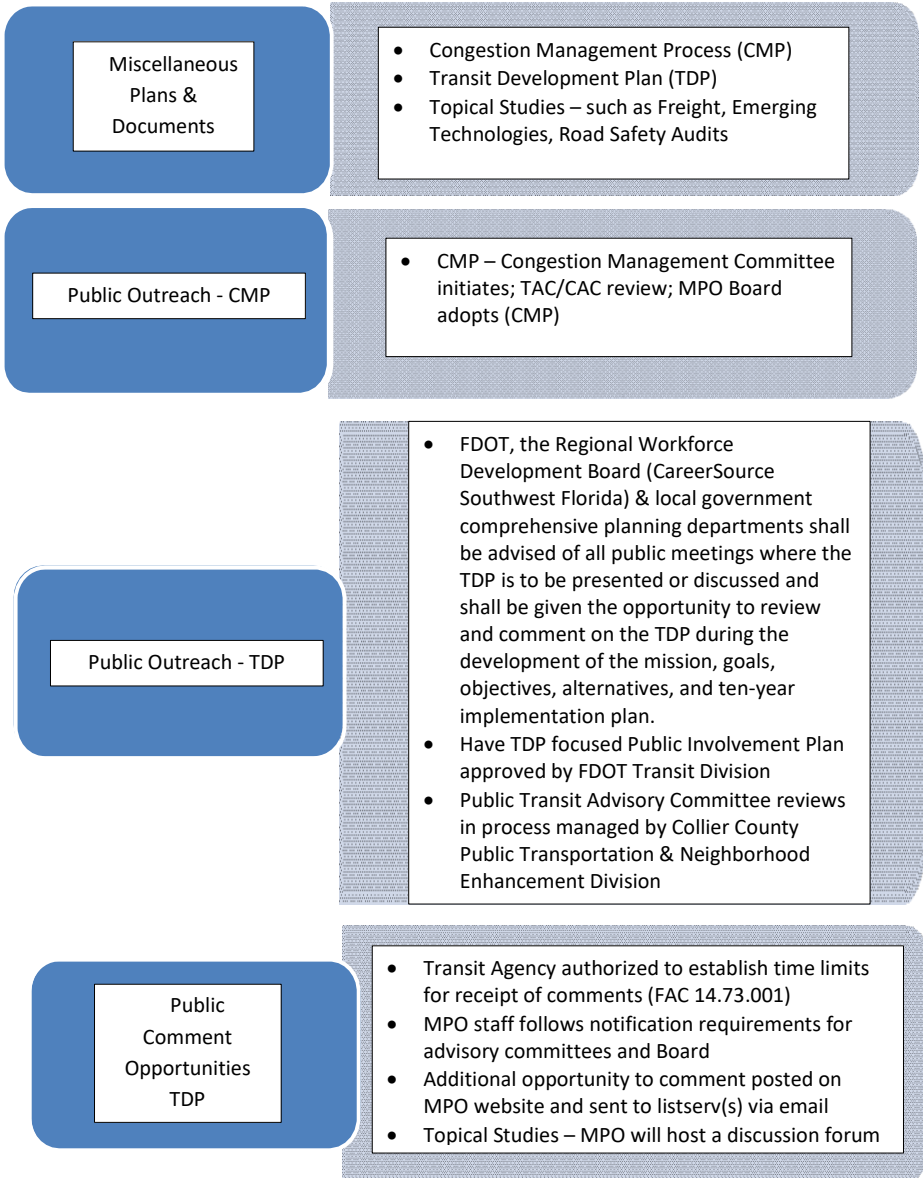 Miscellaneous
Plans &
Documents
• Congestion Management Process (CMP)
• Transit Development Plan (TDP)
• Topical Studies – such as Freight, Emerging
Technologies, Road Safety Audits
Public Outreach - CMP
• CMP – Congestion Management Committee
initiates; TAC/CAC review; MPO Board
adopts (CMP)
Public Outreach - TDP
• FDOT, the Regional Workforce
Development Board (CareerSource
Southwest Florida) & local government
comprehensive planning departments shall
be advised of all public meetings where the
TDP is to be presented or discussed and
shall be given the opportunity to review
and comment on the TDP during the
development of the mission, goals,
objectives, alternatives, and ten-year
implementation plan.
• Have TDP focused Public Involvement Plan
approved by FDOT Transit Division
• Public Transit Advisory Committee reviews
in process managed by Collier County
Public Transportation & Neighborhood
Enhancement Division
Public
Comment
Opportunities
TDP
• Transit Agency authorized to establish time limits
for receipt of comments (FAC 14.73.001)
• MPO staff follows notification requirements for
advisory committees and Board
• Additional opportunity to comment posted on
MPO website and sent to listserv(s) via email
• Topical Studies – MPO will host a discussion forum